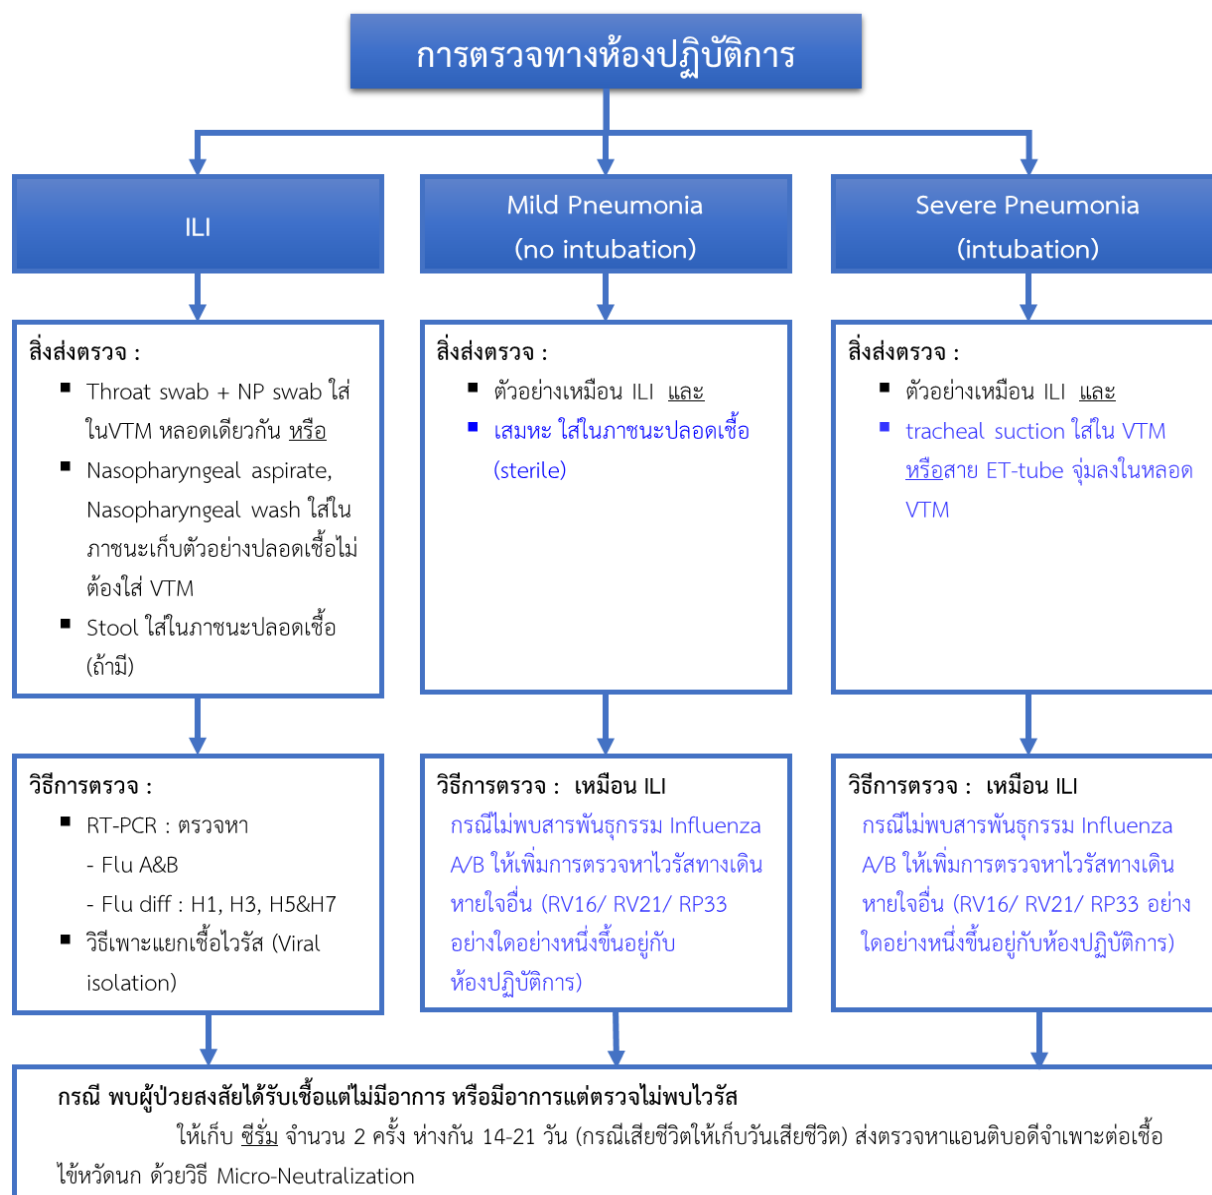 การตรวจทางห้องปฏิบัติการ
ILI
Mild Pneumonia
(no intubation)
Severe Pneumonia
(intubation)
สิ่งส่งตรวจ :
▪ Throat swab + NP swab ใส่
ในVTM หลอดเดียวกัน หรือ
▪ Nasopharyngeal aspirate,
Nasopharyngeal wash ใส่ใน
ภาชนะเก็บตัวอย่างปลอดเชื้อไม่
ต้องใส่ VTM
▪ Stool ใส่ในภาชนะปลอดเชื้อ
(ถ้ามี)
สิ่งส่งตรวจ :
▪ ตัวอย่างเหมือน ILI และ
▪ เสมหะ ใส่ในภาชนะปลอดเชื้อ
(sterile)
สิ่งส่งตรวจ :
▪ ตัวอย่างเหมือน ILI และ
▪ tracheal suction ใส่ใน VTM
หรือสาย ET-tube จุ่มลงในหลอด
VTM
วิธีการตรวจ :
▪ RT-PCR : ตรวจหา
- Flu A&B
- Flu diff : H1, H3, H5&H7
▪ วิธีเพาะแยกเชื้อไวรัส (Viral
isolation)
วิธีการตรวจ : เหมือน ILI
กรณีไม่พบสารพันธุกรรม Influenza
A/B ให้เพิ่มการตรวจหาไวรัสทางเดิน
หายใจอื่น (RV16/ RV21/ RP33
อย่างใดอย่างหนึ่งขึ้นอยู่กับ
ห้องปฏิบัติการ)
วิธีการตรวจ : เหมือน ILI
กรณีไม่พบสารพันธุกรรม Influenza
A/B ให้เพิ่มการตรวจหาไวรัสทางเดิน
หายใจอื่น (RV16/ RV21/ RP33 อย่าง
ใดอย่างหนึ่งขึ้นอยู่กับห้องปฏิบัติการ)
กรณี พบผู้ป่วยสงสัยได้รับเชื้อแต่ไม่มีอาการ หรือมีอาการแต่ตรวจไม่พบไวรัส
ให้เก็บ ซีรั่ม จำนวน 2 ครั้ง ห่างกัน 14-21 วัน (กรณีเสียชีวิตให้เก็บวันเสียชีวิต) ส่งตรวจหาแอนติบอดีจำเพาะต่อเชื้อ
ไข้หวัดนก ด้วยวิธี Micro-Neutralization